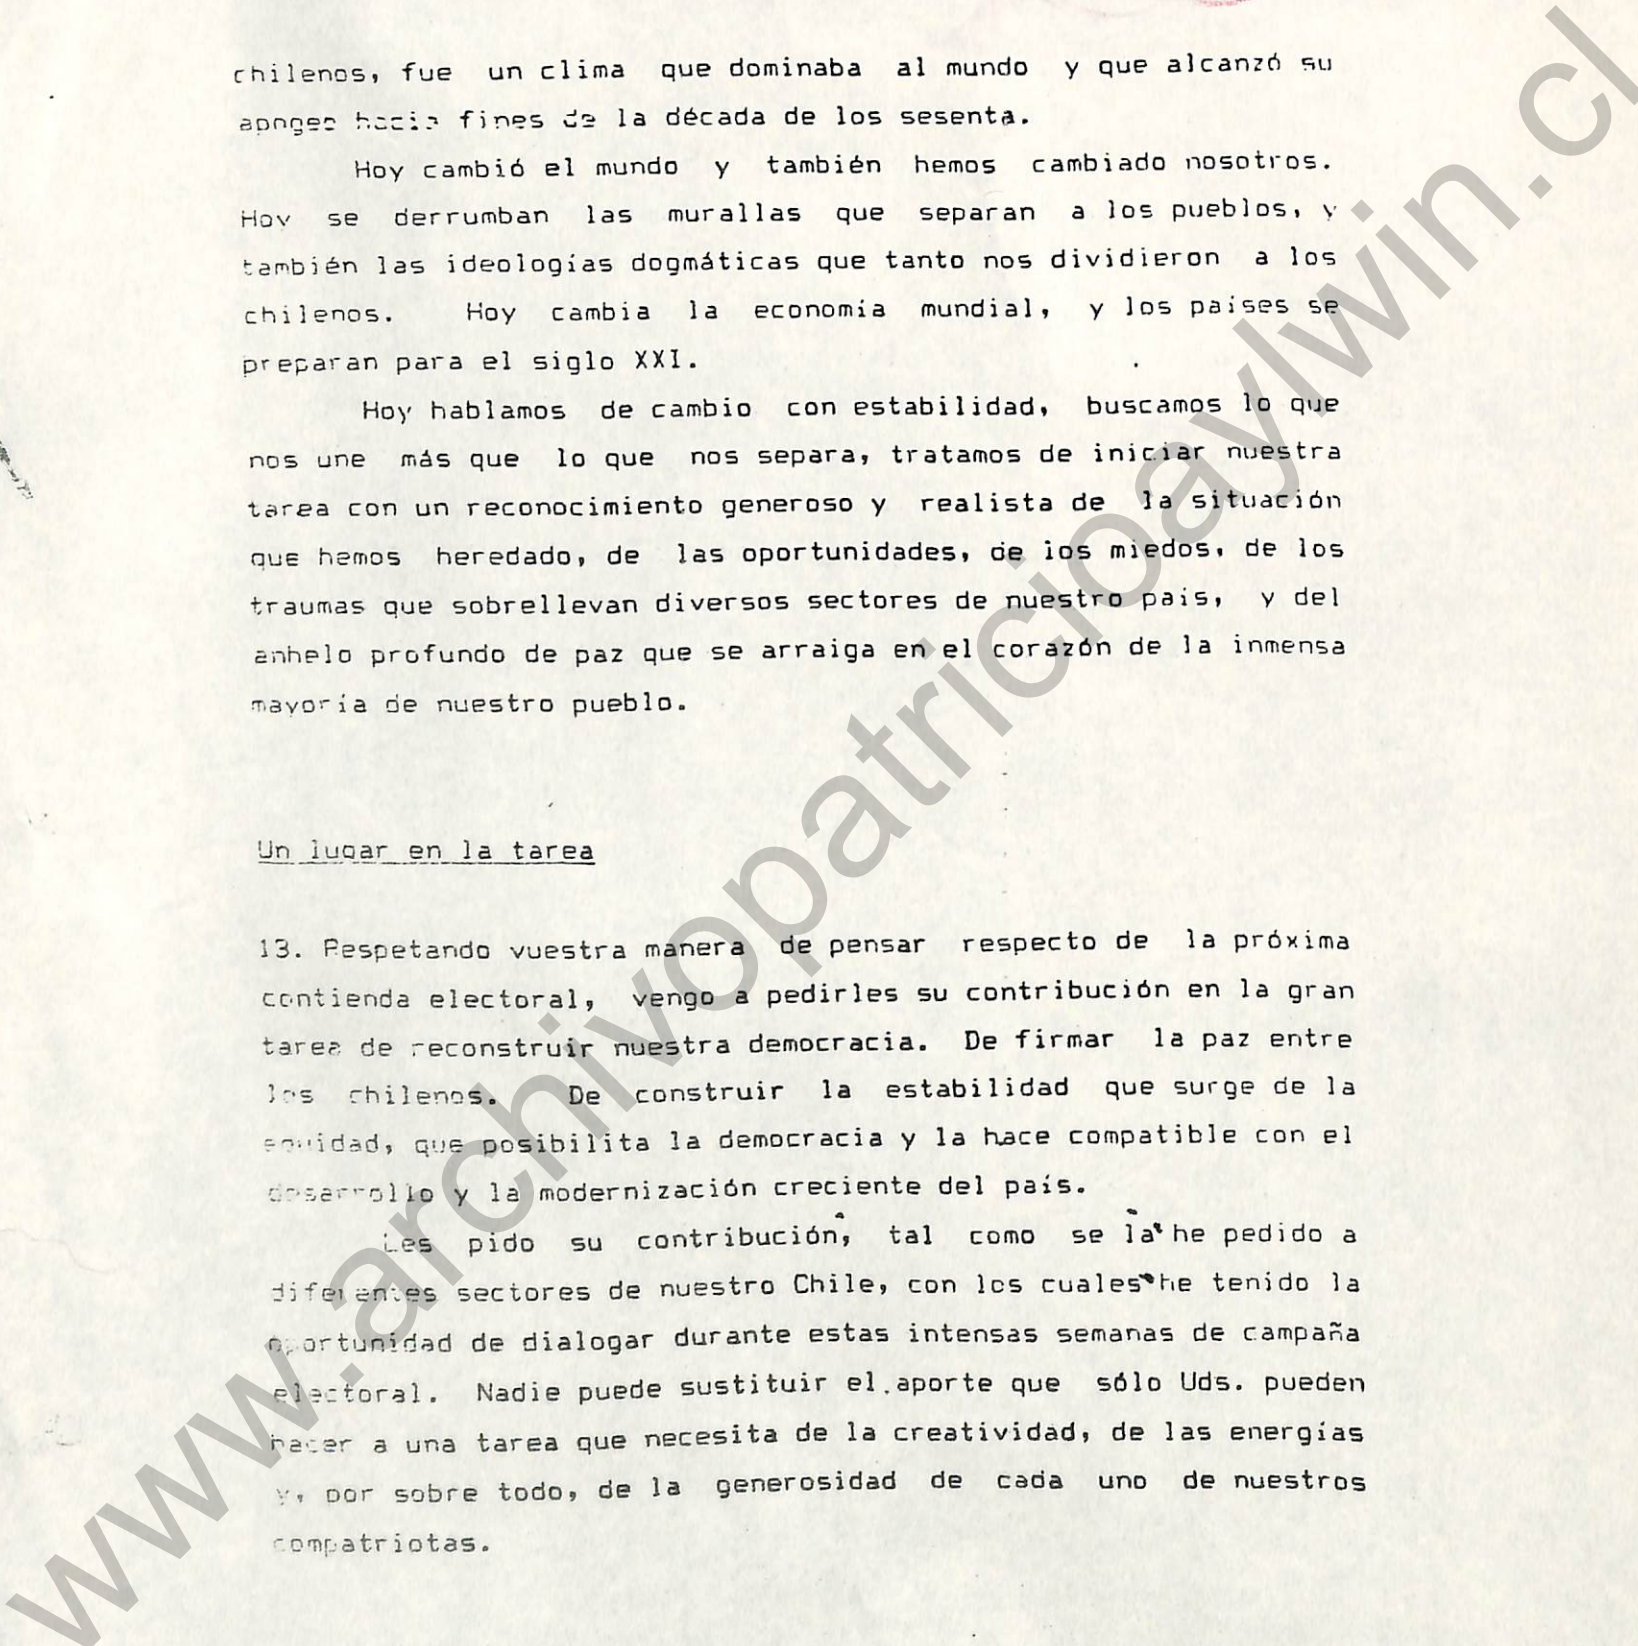 chilenos, fue un clima que dominaba al mundo y que alcanzó su
apogeo hacia fines de la década de los sesenta.
Hoy cambió el mundo y también hemos cambiado nosotros.
Hoy se derrumban las murallas que separan a los pueblos, y
también las ideologías dogmáticas que tanto nos dividieron a los
chilenos. Hoy cambia la economía mundial, y los países se
preparan para el siglo XXI.
Hoy hablamos de cambio con estabilidad, buscamos lo que
nos une más que lo que nos separa, tratamos de iniciar nuestra
tarea con un reconocimiento generoso y realista de la situación
que hemos heredado, de las oportunidades, de los miedos, de los
traumas que sobrellevan diversos sectores de nuestro país, y del
anhelo profundo de paz que se arraiga en el corazón de la inmensa
mayoría de nuestro pueblo.
Un lugar en la tarea
13. Respetando vuestra manera de pensar respecto de la próxima
contienda electoral, vengo a pedirles su contribución en la gran
tarea de reconstruir nuestra democracia. De firmar la paz entre
los chilenos. De construir la estabilidad que surge de la
equidad, que posibilita la democracia y la hace compatible con el
desarrollo y la modernización creciente del país.
Les pido su contribución, tal como se la he pedido a
diferentes sectores de nuestro Chile, con los cuales he tenido la
oportunidad de dialogar durante estas intensas semanas de campaña
electoral. Nadie puede sustituir el aporte que sólo Uds. pueden
hacer a una tarea que necesita de la creatividad, de las energías
y, por sobre todo, de la generosidad de cada uno de nuestros
compatriotas.
www.archivopatricioaylwin.cl